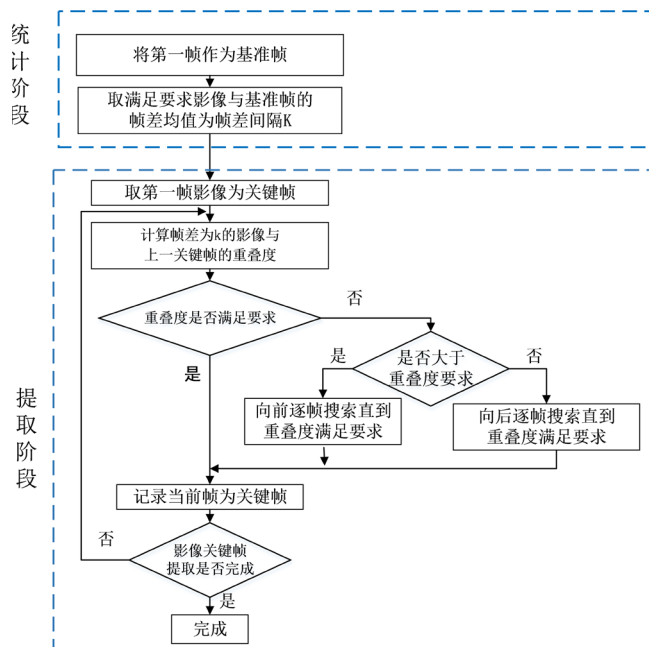 统计阶段
将第一帧作为基准帧
取满足要求影像与基准帧的
帧差均值为帧差间隔K
提取阶段
取第一帧影像为关键帧
计算帧差为k的影像与
上一关键帧的重叠度
重叠度是否满足要求
否
是
是否大于
重叠度要求
是
否
向前逐帧搜索直到
重叠度满足要求
向后逐帧搜索直到
重叠度满足要求
记录当前帧为关键帧
影像关键帧
提取是否完成
否
是
完成